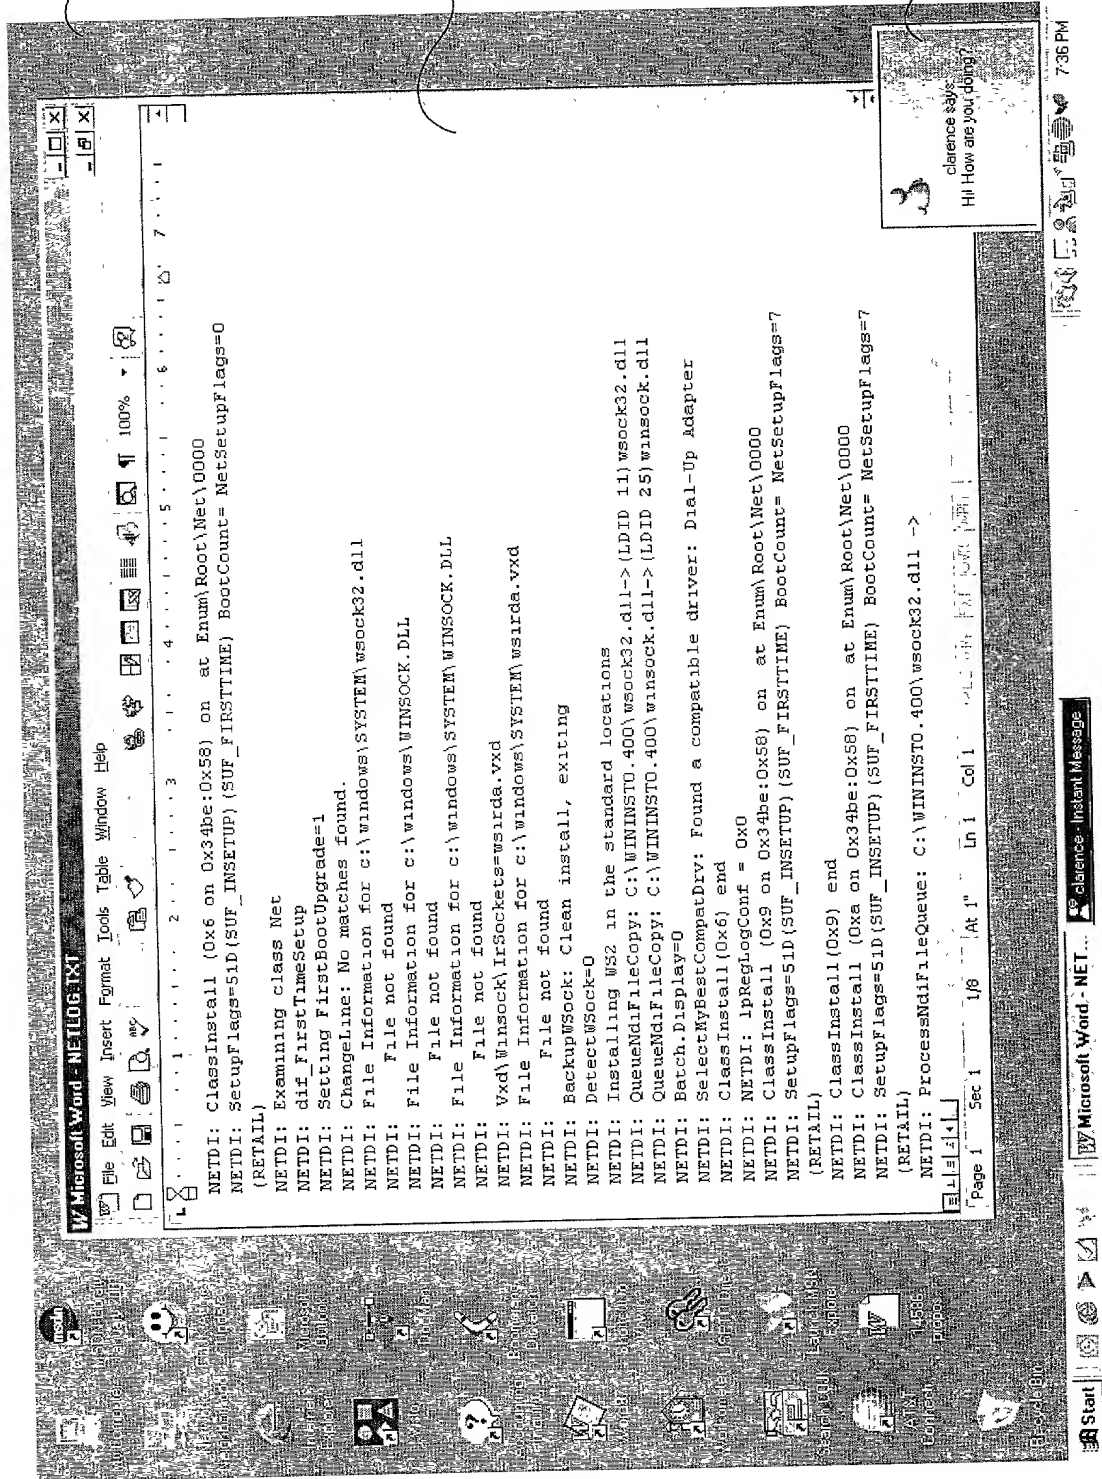 Microsoft Word - NETLOG.TXT
File Edit View Insert Format Tools Table Window Help
100%
1 2 3 4 5 6 7
NETDI: ClassInstall (0x6 on 0x34be:0x58) on at Enum\Root\Net\0000
NETDI: SetupFlags=51D(SUF_INSETUP)(SUF_FIRSTTIME) BootCount= NetSetupFlags=0
(RETAIL)
NETDI: Examining class Net
NETDI: dif_FirstTimeSetup
NETDI: Setting FirstBootUpgrade=1
NETDI: ChangeLine: No matches found.
NETDI: File Information for c:\windows\SYSTEM\wsock32.dll
NETDI: File not found
NETDI: File Information for c:\windows\WINSOCK.DLL
NETDI: File not found
NETDI: File Information for c:\windows\SYSTEM\WINSOCK.DLL
NETDI: File not found
NETDI: Vxd\Winsock\IrSockets=wsirda.vxd
NETDI: File Information for c:\windows\SYSTEM\wsirda.vxd
NETDI: File not found
NETDI: BackupWSock: Clean install, exiting
NETDI: DetectWSock=0
NETDI: Installing WS2 in the standard locations
NETDI: QueueNdiFileCopy: C:\WININST0.400\wsock32.dll->(LDID 11)wsock32.dll
NETDI: QueueNdiFileCopy: C:\WININST0.400\winsock.dll->(LDID 25)winsock.dll
NETDI: Batch.Display=0
NETDI: SelectMyBestCompatDrv: Found a compatible driver: Dial-Up Adapter
NETDI: ClassInstall(0x6) end
NETDI: NETDI: lpRegLogConf = 0x0
NETDI: ClassInstall (0x9 on 0x34be:0x58) on at Enum\Root\Net\0000
NETDI: SetupFlags=51D(SUF_INSETUP)(SUF_FIRSTTIME) BootCount= NetSetupFlags=7
(RETAIL)
NETDI: ClassInstall(0x9) end
NETDI: ClassInstall (0xa on 0x34be:0x58) on at Enum\Root\Net\0000
NETDI: SetupFlags=51D(SUF_INSETUP)(SUF_FIRSTTIME) BootCount= NetSetupFlags=7
(RETAIL)
NETDI: ProcessNdiFileQueue: C:\WININST0.400\wsock32.dll ->
Page 1 Sec 1 1/8 At 1" Ln 1 Col 1
clarence says:
Hi! How are you doing?
Recycle Bin
Start
Microsoft Word - NET...
clarence - Instant Message
7:36 PM